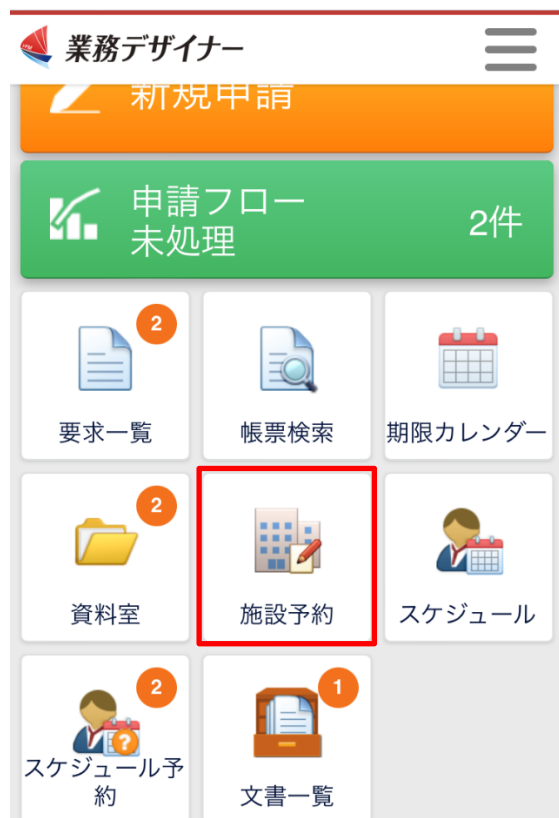 業務デザイナー
新規申請
申請フロー
未処理
2件
2
要求一覧
帳票検索
期限カレンダー
2
資料室
施設予約
スケジュール
2
スケジュール予
約
1
文書一覧